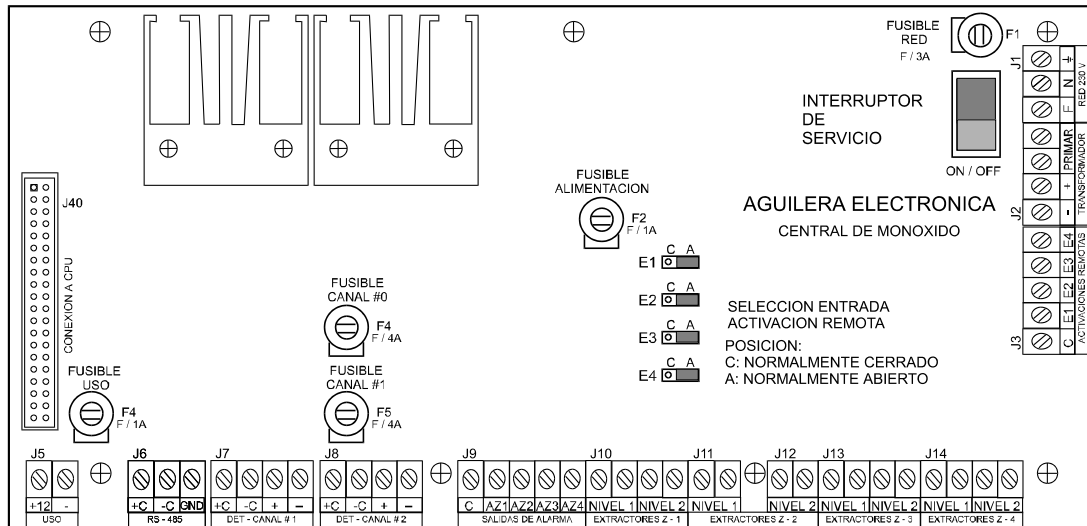 FUSIBLE
RED
F / 3A
F1
INTERRUPTOR
DE
SERVICIO
ON / OFF
J1
RED 230 V
N
F
PRIMAR
TRANSFORMADOR
+
-
J2
E4
E3
E2
E1
C
ACTIVACIONES REMOTAS
J3
J40
CONEXION A CPU
FUSIBLE
ALIMENTACION
F2
F / 1A
AGUILERA ELECTRONICA
CENTRAL DE MONOXIDO
C A
E1
C A
E2
C A
E3
C A
E4
SELECCION ENTRADA
ACTIVACION REMOTA
POSICION:
C: NORMALMENTE CERRADO
A: NORMALMENTE ABIERTO
FUSIBLE
CANAL #0
F4
F / 4A
FUSIBLE
CANAL #1
F5
F / 4A
FUSIBLE
USO
F4
F / 1A
J5
+12 -
USO
J6
+C -C GND
RS - 485
J7
+C -C + –
DET - CANAL # 1
J8
+C -C + –
DET - CANAL # 2
J9
C AZ1 AZ2 AZ3 AZ4
SALIDAS DE ALARMA
J10
NIVEL 1 NIVEL 2
EXTRACTORES Z - 1
J11
NIVEL 1
J12
NIVEL 2
EXTRACTORES Z - 2
J13
NIVEL 1 NIVEL 2
EXTRACTORES Z - 3
J14
NIVEL 1 NIVEL 2
EXTRACTORES Z - 4